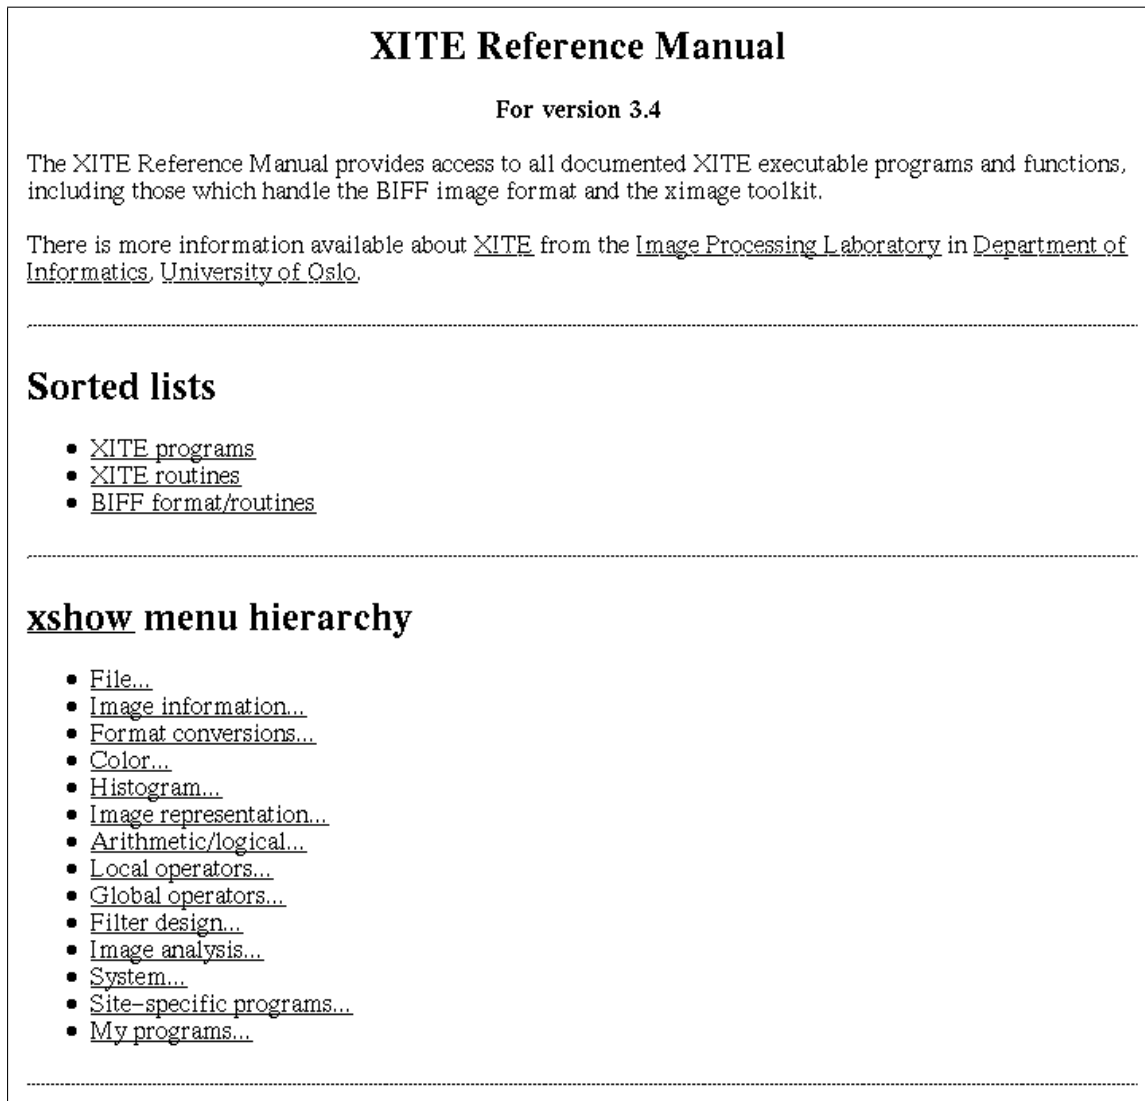 XITE Reference Manual
For version 3.4
The XITE Reference Manual provides access to all documented XITE executable programs and functions,
including those which handle the BIFF image format and the ximage toolkit.
There is more information available about XITE from the Image Processing Laboratory in Department of
Informatics, University of Oslo.
Sorted lists
• XITE programs
• XITE routines
• BIFF format/routines
xshow menu hierarchy
• File...
• Image information...
• Format conversions...
• Color...
• Histogram...
• Image representation...
• Arithmetic/logical...
• Local operators...
• Global operators...
• Filter design...
• Image analysis...
• System...
• Site-specific programs...
• My programs...